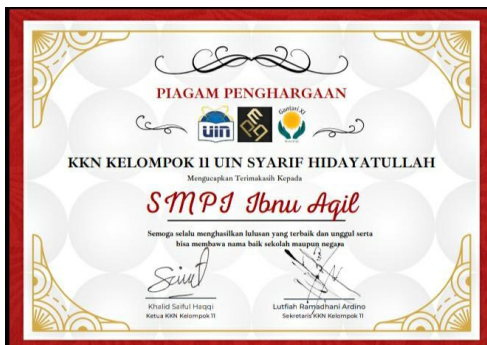 PIAGAM PENGHARGAAN
uin
Gantari XI
KKN KELOMPOK 11 UIN SYARIF HIDAYATULLAH
Mengucapkan Terimakasih Kepada
SMPI Ibnu Aqil
Semoga selalu menghasilkan lulusan yang terbaik dan unggul serta
bisa membawa nama baik sekolah maupun negara
Khalid Saiful Haqqi
Ketua KKN Kelompok 11
Lutfiah Ramadhani Ardino
Sekretaris KKN Kelompok 11